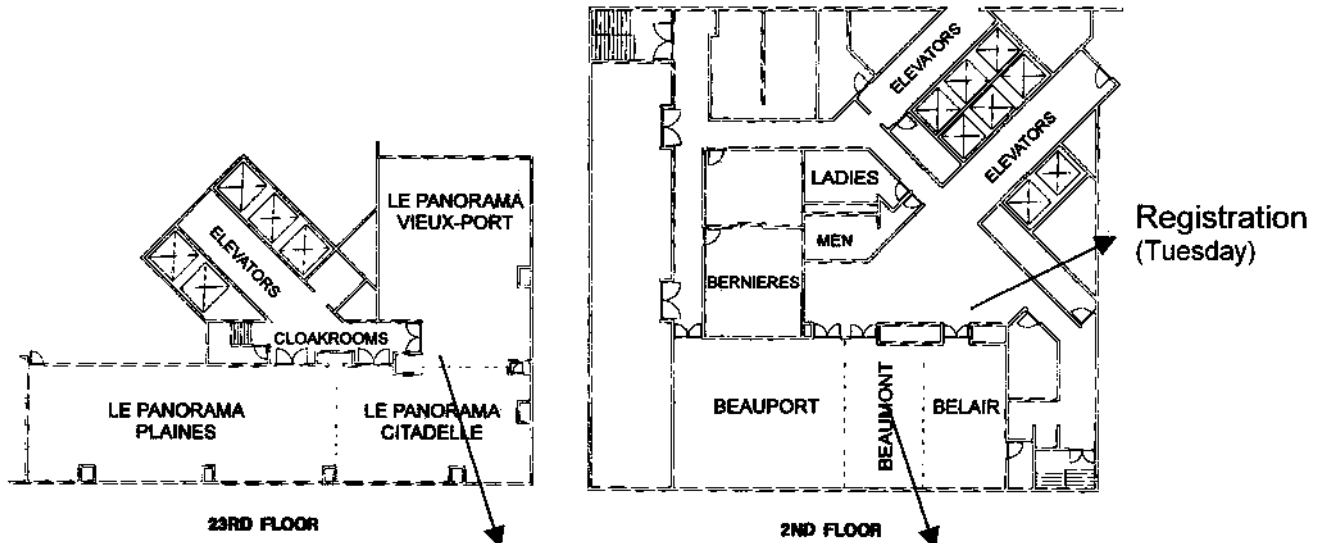 LE PANORAMA
VIEUX-PORT
ELEVATORS
CLOAKROOMS
LE PANORAMA
PLAINES
LE PANORAMA
CITADELLE
23RD FLOOR
ELEVATORS
ELEVATORS
LADIES
MEN
BERNIERES
Registration
(Tuesday)
BEAUPORT
BEAUMONT
BELAIR
2ND FLOOR